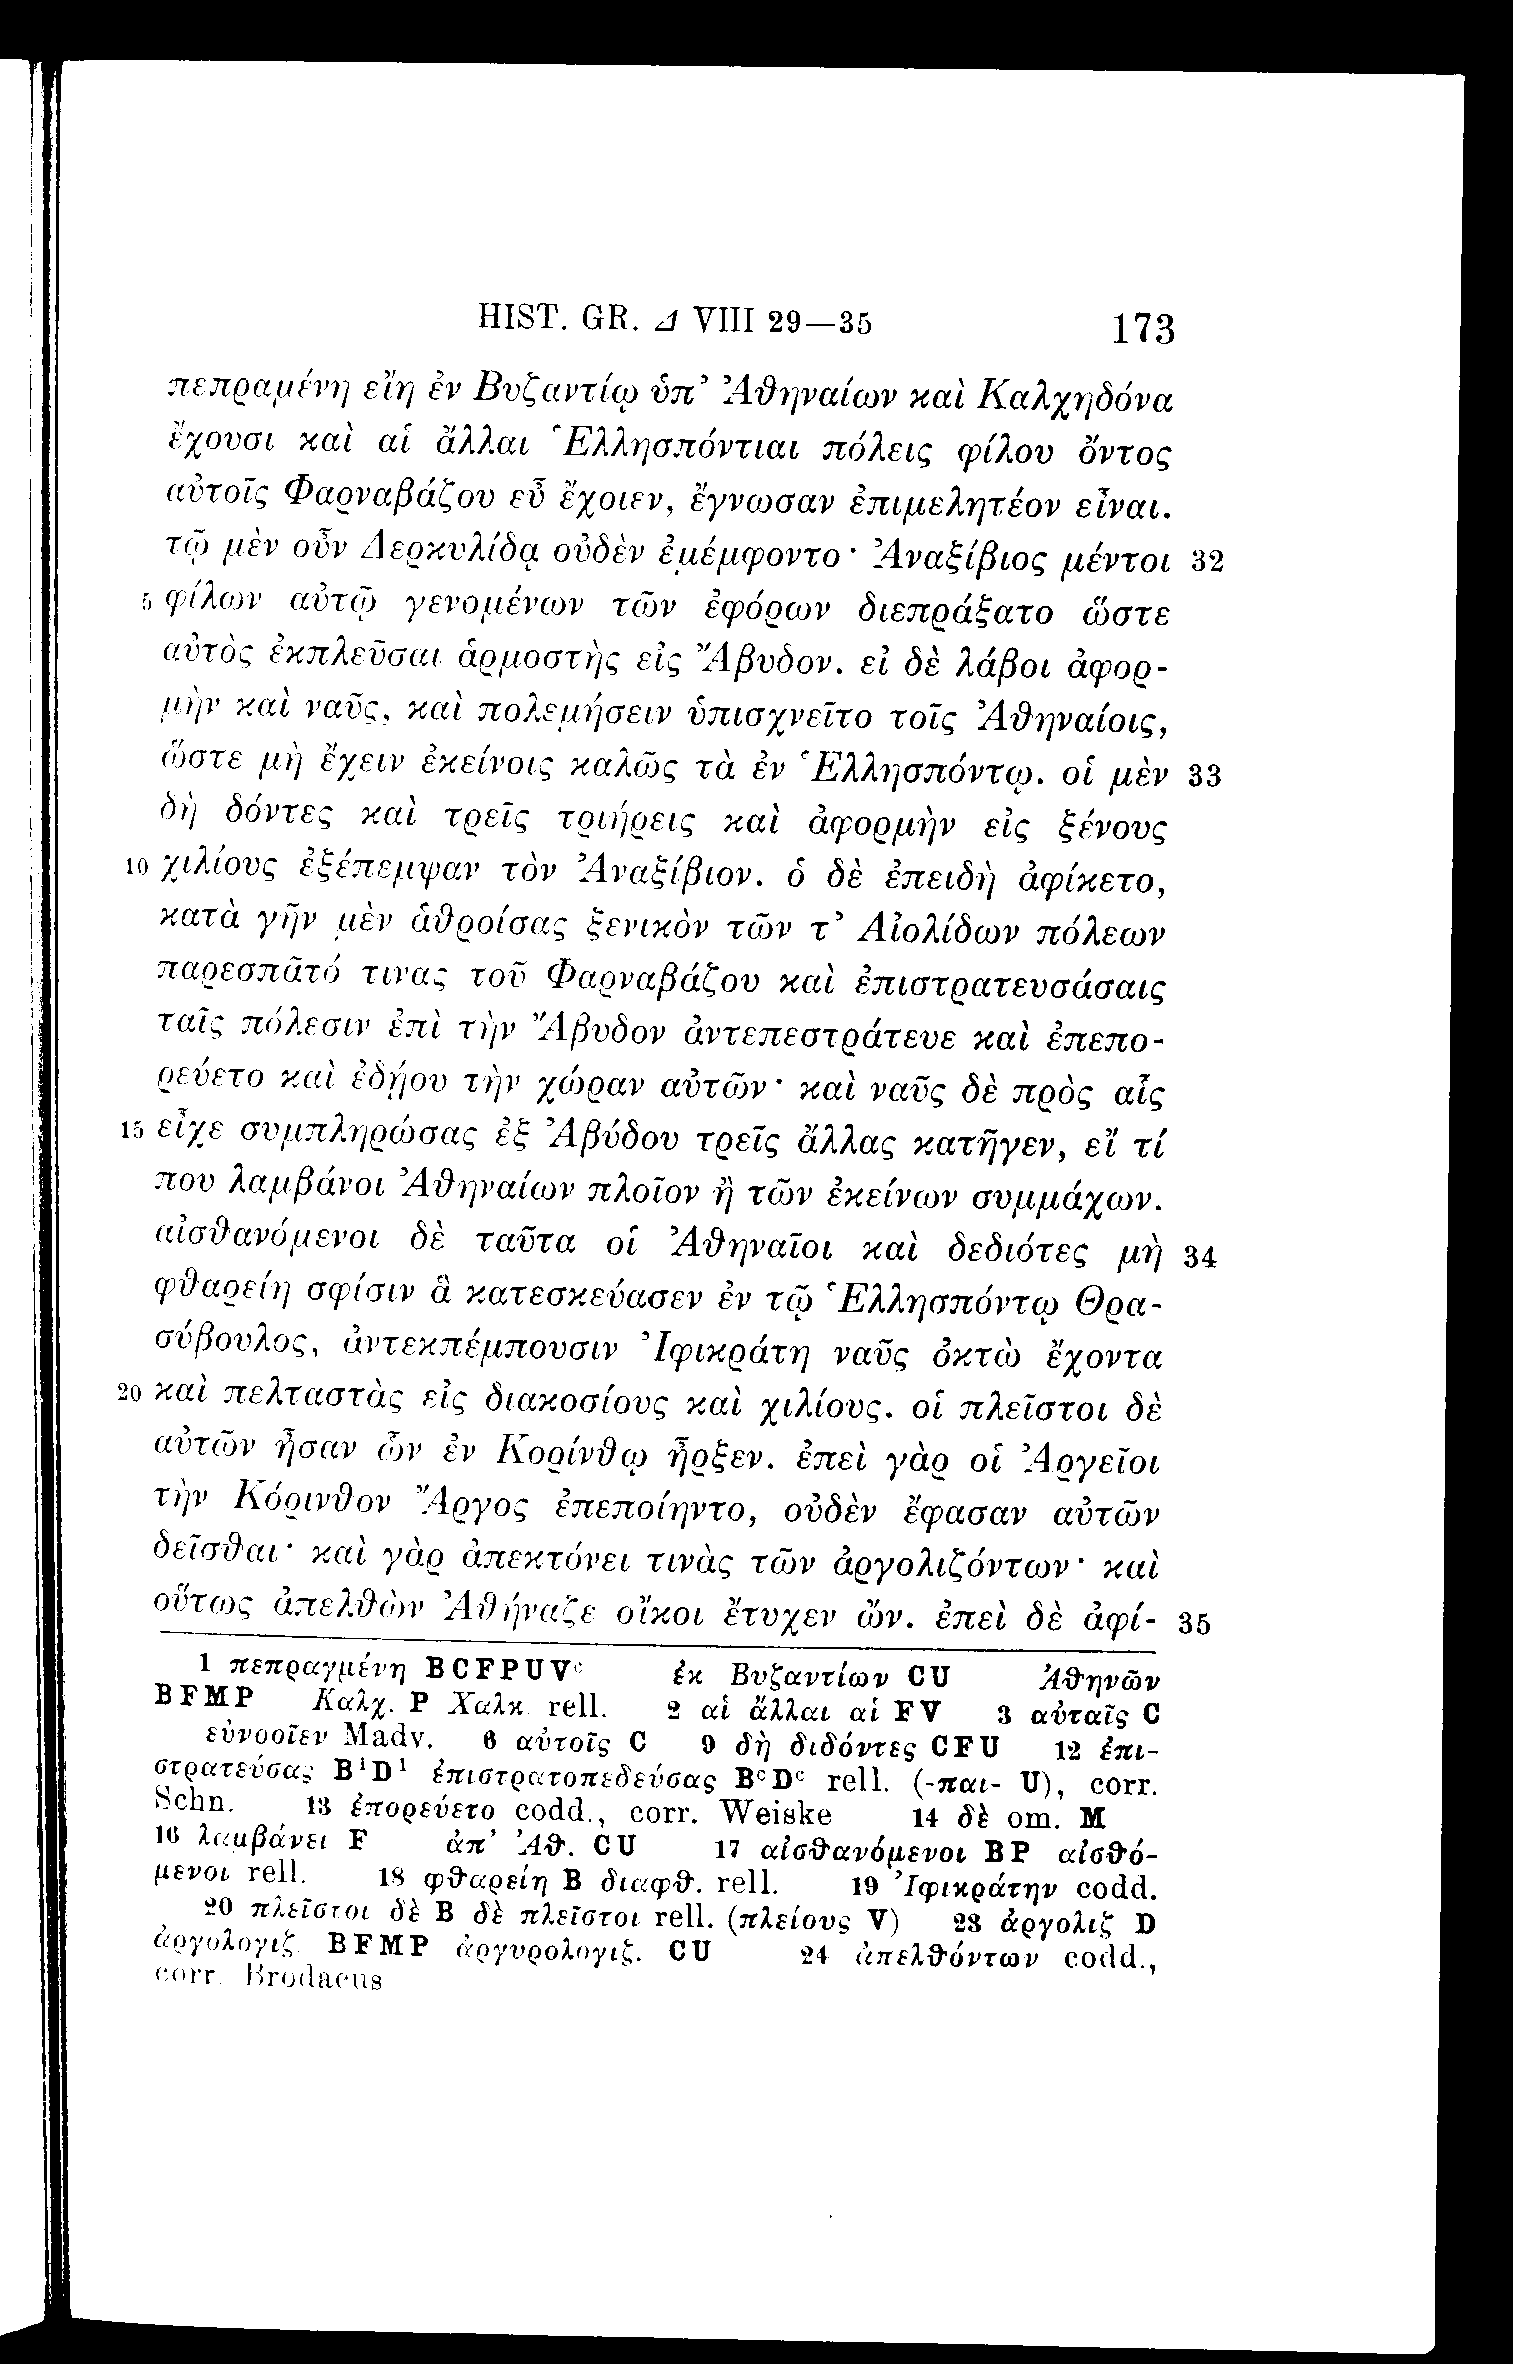 HIST. GR. Δ VIII 29—35 173
πεπραμένη εἴη ἐν Βυζαντίῳ ὑπ’ Ἀθηναίων καὶ Καλχηδόνα
ἔχουσι καὶ αἱ ἄλλαι Ἑλλησπόντιαι πόλεις φίλου ὄντος
αὐτοῖς Φαρναβάζου εὖ ἔχοιεν, ἔγνωσαν ἐπιμελητέον εἶναι.
τῷ μὲν οὖν Δερκυλίδᾳ οὐδὲν ἐμέμφοντο· Ἀναξίβιος μέντοι 32
5 φίλων αὐτῷ γενομένων τῶν ἐφόρων διεπράξατο ὥστε
αὐτὸς ἐκπλεῦσαι ἁρμοστὴς εἰς Ἄβυδον. εἰ δὲ λάβοι ἀφορ-
μὴν καὶ ναῦς, καὶ πολεμήσειν ὑπισχνεῖτο τοῖς Ἀθηναίοις,
ὥστε μὴ ἔχειν ἐκείνοις καλῶς τὰ ἐν Ἑλλησπόντῳ. οἱ μὲν 33
δὴ δόντες καὶ τρεῖς τριήρεις καὶ ἀφορμὴν εἰς ξένους
10 χιλίους ἐξέπεμψαν τὸν Ἀναξίβιον. ὁ δὲ ἐπειδὴ ἀφίκετο,
κατὰ γῆν μὲν ἁθροίσας ξενικὸν τῶν τ’ Αἰολίδων πόλεων
παρεσπᾶτό τινας τοῦ Φαρναβάζου καὶ ἐπιστρατευσάσαις
ταῖς πόλεσιν ἐπὶ τὴν Ἄβυδον ἀντεπεστράτευε καὶ ἐπεπο-
ρεύετο καὶ ἐδῄου τὴν χώραν αὐτῶν· καὶ ναῦς δὲ πρὸς αἷς
15 εἶχε συμπληρώσας ἐξ Ἀβύδου τρεῖς ἄλλας κατῆγεν, εἴ τί
που λαμβάνοι Ἀθηναίων πλοῖον ἢ τῶν ἐκείνων συμμάχων.
αἰσθανόμενοι δὲ ταῦτα οἱ Ἀθηναῖοι καὶ δεδιότες μὴ 34
φθαρείη σφίσιν ἃ κατεσκεύασεν ἐν τῷ Ἑλλησπόντῳ Θρα-
σύβουλος, ἀντεκπέμπουσιν Ἰφικράτη ναῦς ὀκτὼ ἔχοντα
20 καὶ πελταστὰς εἰς διακοσίους καὶ χιλίους. οἱ πλεῖστοι δὲ
αὐτῶν ἦσαν ὧν ἐν Κορίνθῳ ἦρξεν. ἐπεὶ γὰρ οἱ Ἀργεῖοι
τὴν Κόρινθον Ἄργος ἐπεποίηντο, οὐδὲν ἔφασαν αὐτῶν
δεῖσθαι· καὶ γὰρ ἀπεκτόνει τινὰς τῶν ἀργολιζόντων· καὶ
οὕτως ἀπελθὼν Ἀθήναζε οἴκοι ἔτυχεν ὤν. ἐπεὶ δὲ ἀφί- 35
1 πεπραγμένη BCFPUVᶜ ἐκ Βυζαντίων CU Ἀθηνῶν
BFMP Καλχ. P Χαλκ. rell. 2 αἱ ἄλλαι αἱ FV 3 αὐταῖς C
εὐνοοῖεν Madv. 6 αὐτοῖς C 9 δὴ διδόντες CFU 12 ἐπι-
στρατεύσας B¹D¹ ἐπιστρατοπεδεύσας BᶜDᶜ rell. (-παι- U), corr.
Schn. 13 ἐπορεύετο codd., corr. Weiske 14 δὲ om. M
16 λαμβάνει F ἀπ’ Ἀθ. CU 17 αἰσθανόμενοι BP αἰσθό-
μενοι rell. 18 φθαρείη B διαφθ. rell. 19 Ἰφικράτην codd.
20 πλεῖστοι δὲ B δὲ πλεῖστοι rell. (πλείους V) 23 ἀργολιζ D
ἀργολογιζ. BFMP ἀργυρολογιζ. CU 24 ἀπελθόντων codd.,
corr. Brodaeus